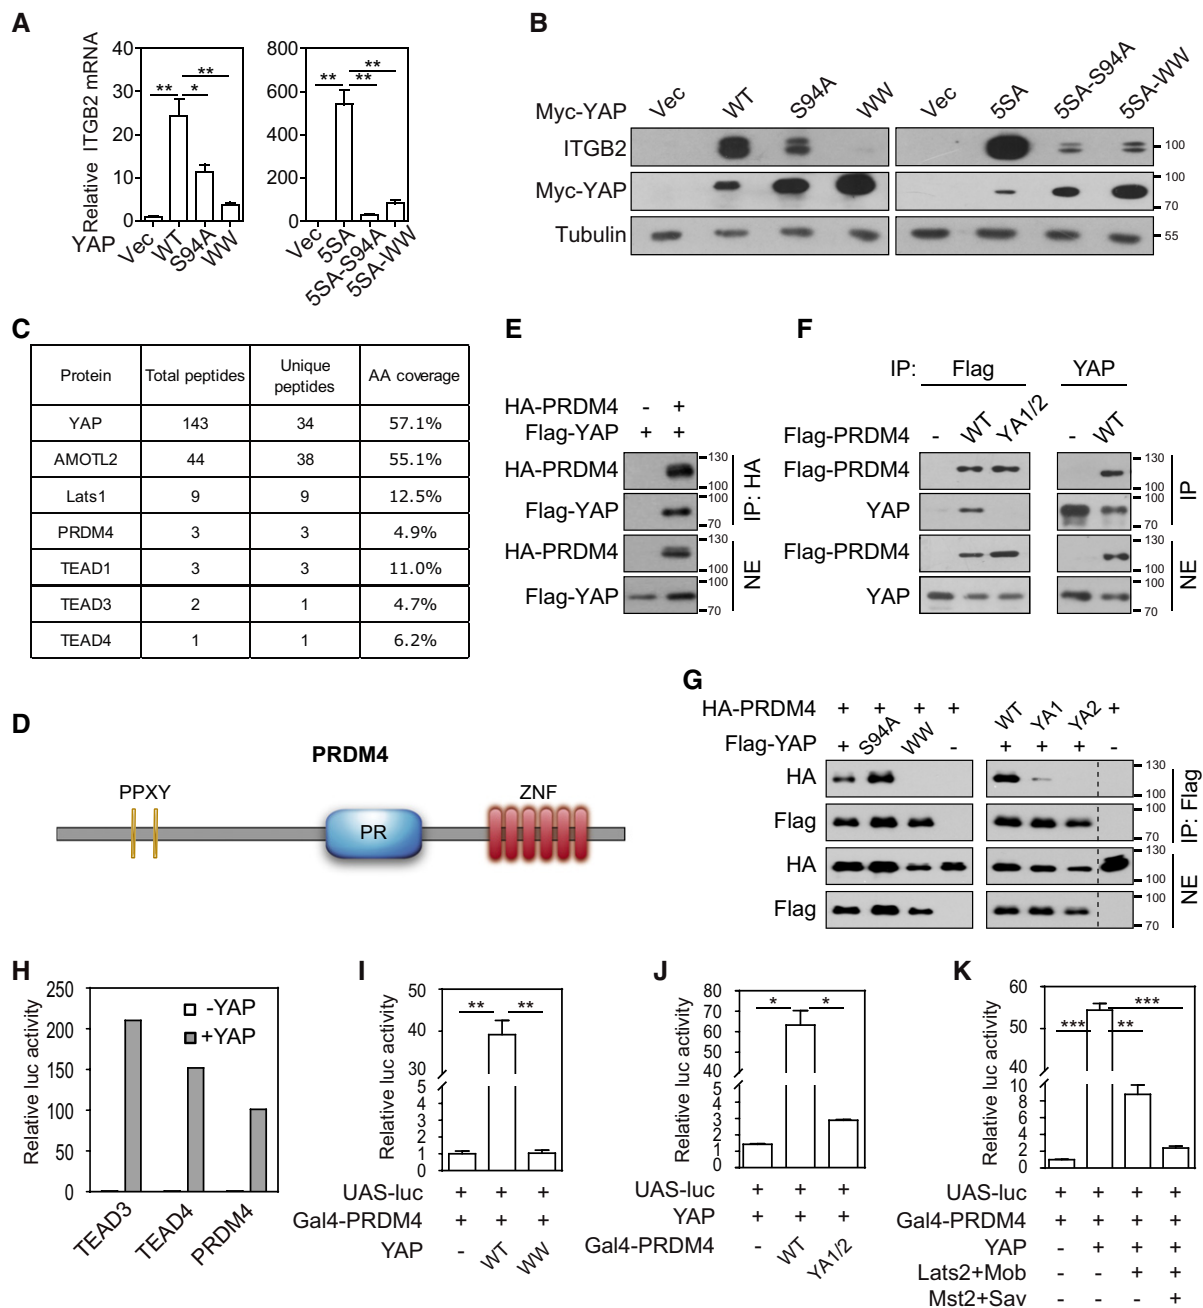 A
Relative ITGB2 mRNA
40
30
20
10
0
** *
**
YAP
Vec
WT
S94A
WW
800
600
400
200
0
** **
**
Vec
5SA
5SA-S94A
5SA-WW
B
Myc-YAP
Vec
WT
S94A
WW
Vec
5SA
5SA-S94A
5SA-WW
ITGB2
100
Myc-YAP
100
70
Tubulin
55
C
Protein Total peptides Unique peptides AA coverage
YAP 143 34 57.1%
AMOTL2 44 38 55.1%
Lats1 9 9 12.5%
PRDM4 3 3 4.9%
TEAD1 3 3 11.0%
TEAD3 2 1 4.7%
TEAD4 1 1 6.2%
D
PRDM4
PPXY
PR
ZNF
E
HA-PRDM4 - +
Flag-YAP + +
HA-PRDM4
130
100
Flag-YAP
100
70
IP: HA
HA-PRDM4
130
100
Flag-YAP
100
70
NE
F
IP: Flag YAP
Flag-PRDM4 - WT YA1/2 - WT
Flag-PRDM4
130
100
YAP
100
70
IP
Flag-PRDM4
130
100
YAP
100
70
NE
G
HA-PRDM4 + + + + WT YA1 YA2 +
Flag-YAP + S94A WW - + + + -
HA
130
100
Flag
100
70
IP: Flag
HA
130
100
Flag
100
70
NE
H
Relative luc activity
250
200
150
100
50
0
-YAP
+YAP
TEAD3
TEAD4
PRDM4
I
Relative luc activity
50
40
30
5
4
3
2
1
0
** **
UAS-luc + + +
Gal4-PRDM4 + + +
YAP - WT WW
J
Relative luc activity
80
70
60
50
40
5
4
3
2
1
0
* *
UAS-luc + + +
YAP + + +
Gal4-PRDM4 - WT YA1/2
K
Relative luc activity
60
50
40
10
8
6
4
2
0
***
*** **
UAS-luc + + + +
Gal4-PRDM4 + + + +
YAP - + + +
Lats2+Mob - - + +
Mst2+Sav - - - +